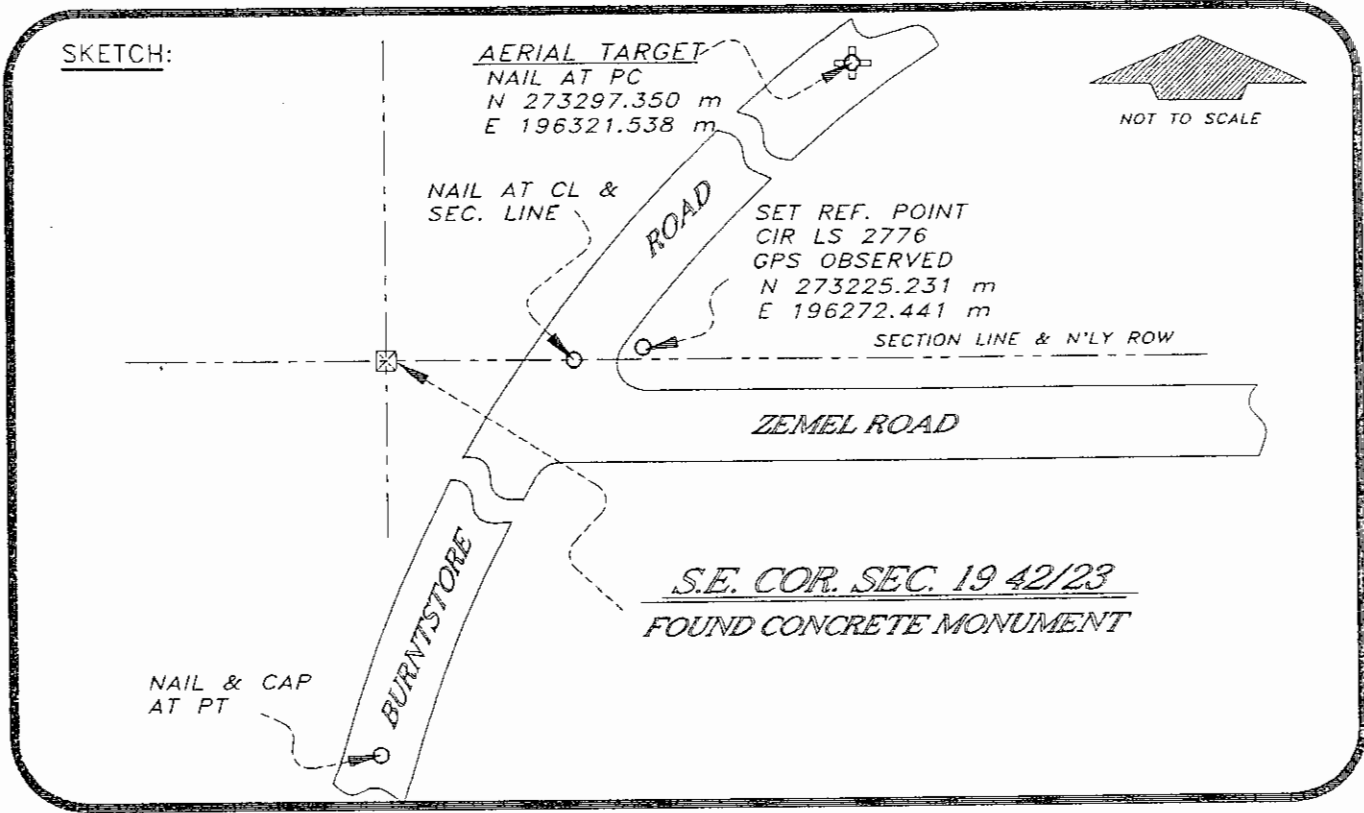 SKETCH:
AERIAL TARGET
NAIL AT PC
N 273297.350 m
E 196321.538 m
NOT TO SCALE
NAIL AT CL &
SEC. LINE
ROAD
SET REF. POINT
CIR LS 2776
GPS OBSERVED
N 273225.231 m
E 196272.441 m
SECTION LINE & N'LY ROW
ZEMEL ROAD
BURNTSTORE
S.E. COR. SEC. 19 42/23
FOUND CONCRETE MONUMENT
NAIL & CAP
AT PT